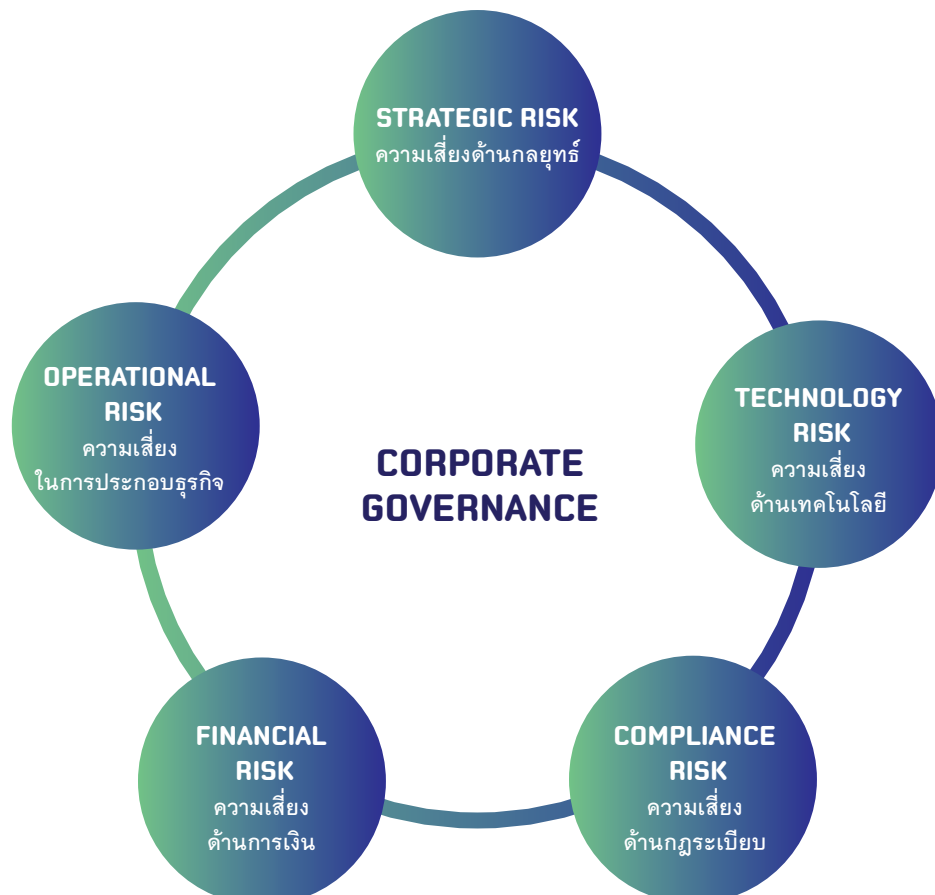 STRATEGIC RISK
ความเสี่ยงด้านกลยุทธ์
OPERATIONAL
RISK
ความเสี่ยง
ในการประกอบธุรกิจ
TECHNOLOGY
RISK
ความเสี่ยง
ด้านเทคโนโลยี
CORPORATE
GOVERNANCE
FINANCIAL
RISK
ความเสี่ยง
ด้านการเงิน
COMPLIANCE
RISK
ความเสี่ยง
ด้านกฎระเบียบ